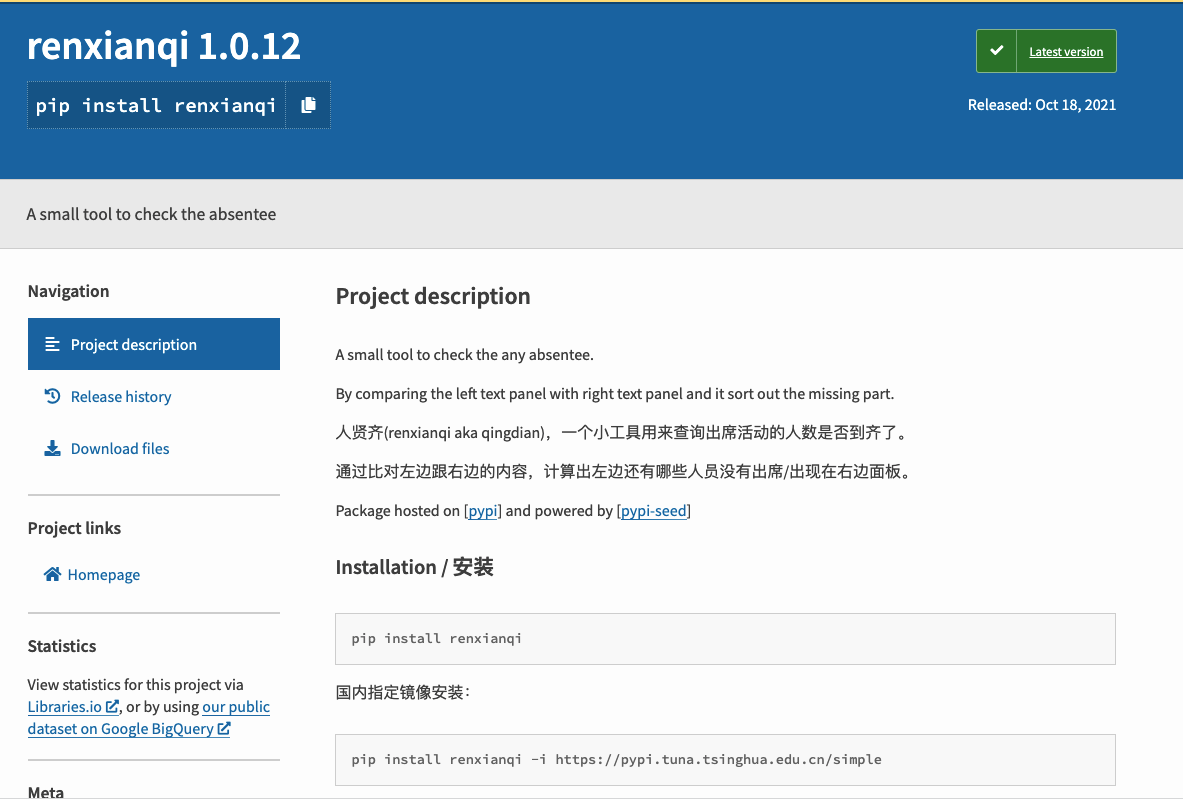 renxianqi 1.0.12
pip install renxianqi
Latest version
Released: Oct 18, 2021
A small tool to check the absentee
Navigation
Project description
Release history
Download files
Project links
Homepage
Statistics
View statistics for this project via
Libraries.io, or by using our public
dataset on Google BigQuery
Meta
Project description
A small tool to check the any absentee.
By comparing the left text panel with right text panel and it sort out the missing part.
人贤齐(renxianqi aka qingdian)，一个小工具用来查询出席活动的人数是否到齐了。
通过比对左边跟右边的内容，计算出左边还有哪些人员没有出席/出现在右边面板。
Package hosted on [pypi] and powered by [pypi-seed]
Installation / 安装
pip install renxianqi
国内指定镜像安装：
pip install renxianqi -i https://pypi.tuna.tsinghua.edu.cn/simple